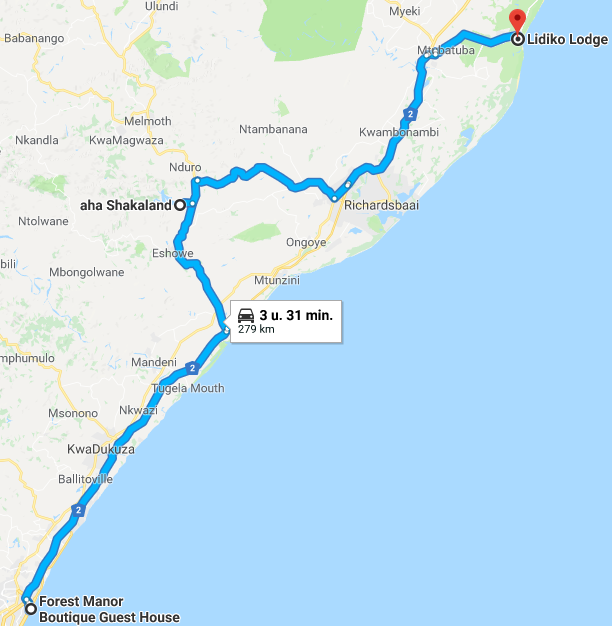 Ulundi
Myeki
Babanango
Lidiko Lodge
Mtubatuba
2
Melmoth
Ntambanana
Kwambonambi
Nkandla
KwaMagwaza
Nduro
aha Shakaland
Richardsbaai
Ntolwane
Ongoye
Eshowe
bili
Mbongolwane
Mtunzini
3 u. 31 min.
279 km
mphumulo
Mandeni
2
Tugela Mouth
Msonono
Nkwazi
KwaDukuza
Ballitoville
2
Forest Manor
Boutique Guest House